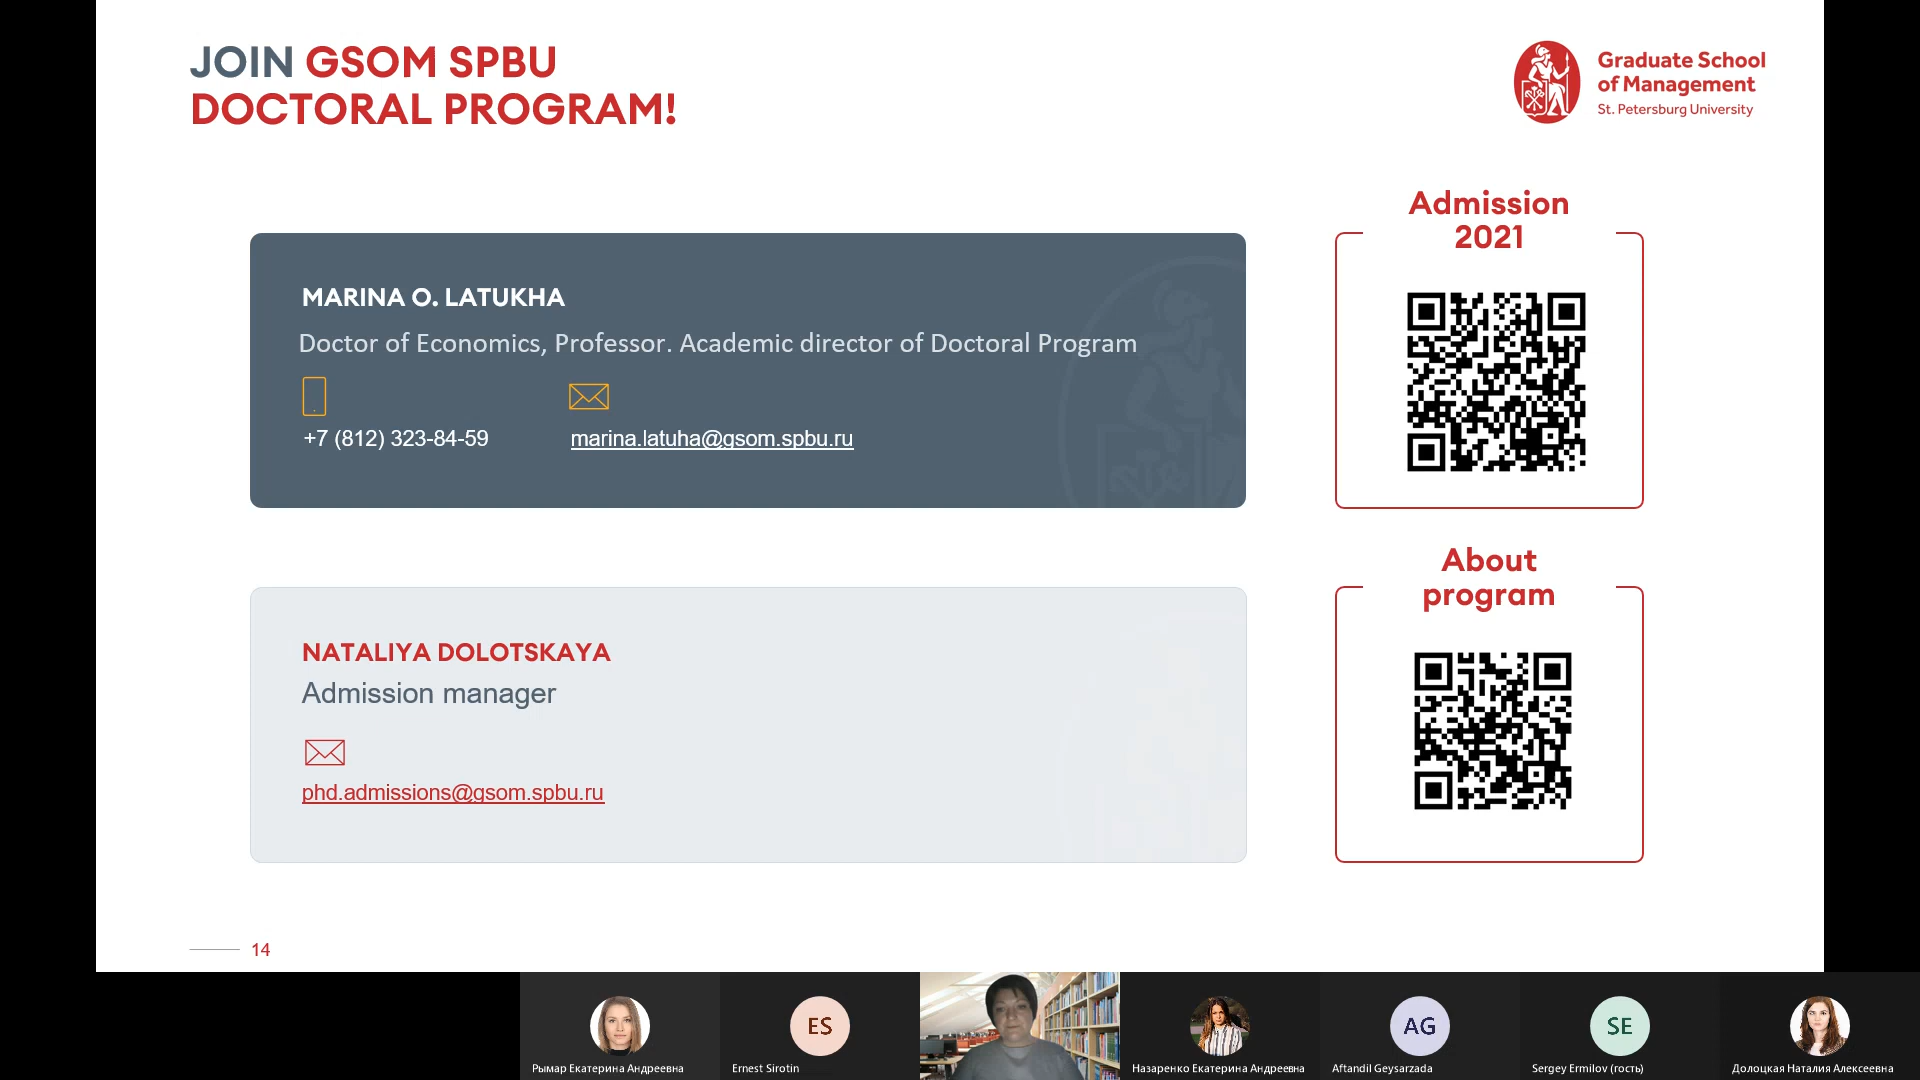 JOIN GSOM SPBU
DOCTORAL PROGRAM!
Graduate School
of Management
St. Petersburg University
MARINA O. LATUKHA
Doctor of Economics, Professor. Academic director of Doctoral Program
+7 (812) 323-84-59
marina.latuha@gsom.spbu.ru
Admission
2021
NATALIYA DOLOTSKAYA
Admission manager
phd.admissions@gsom.spbu.ru
About
program
14
ES
AG
SE
Рымар Екатерина Андреевна
Ernest Sirotin
Назаренко Екатерина Андреевна
Aftandil Geysarzada
Sergey Ermilov (гость)
Долоцкая Наталия Алексеевна